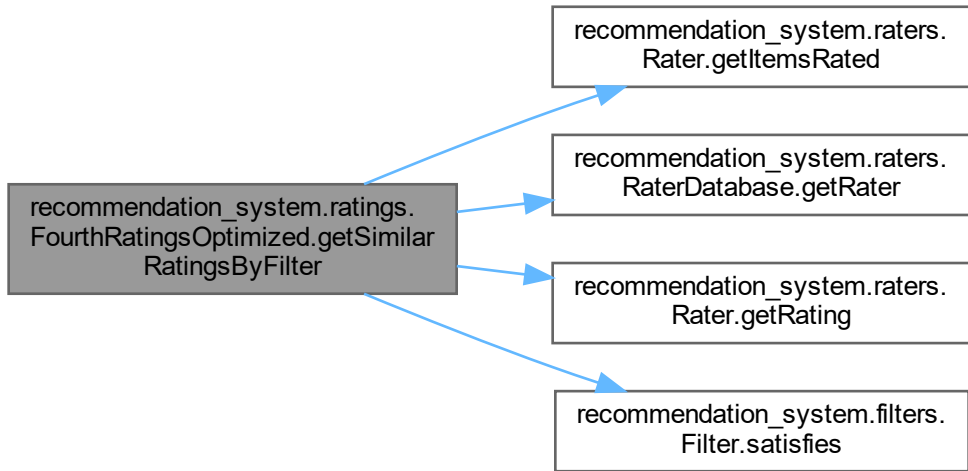 recommendation_system.ratings.
FourthRatingsOptimized.getSimilar
RatingsByFilter
recommendation_system.raters.
Rater.getItemsRated
recommendation_system.raters.
RaterDatabase.getRater
recommendation_system.raters.
Rater.getRating
recommendation_system.filters.
Filter.satisfies